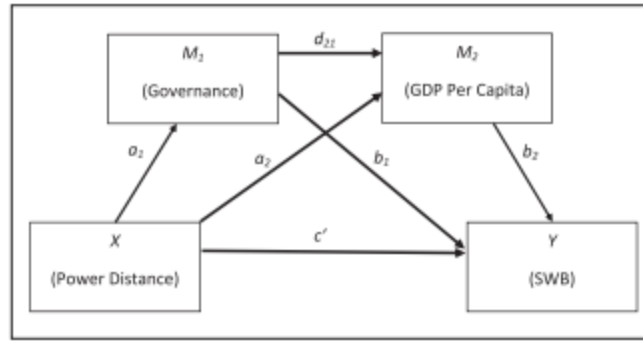 M₁
(Governance)
d₂₁
M₂
(GDP Per Capita)
a₁
a₂
b₁
b₂
X
(Power Distance)
c'
Y
(SWB)